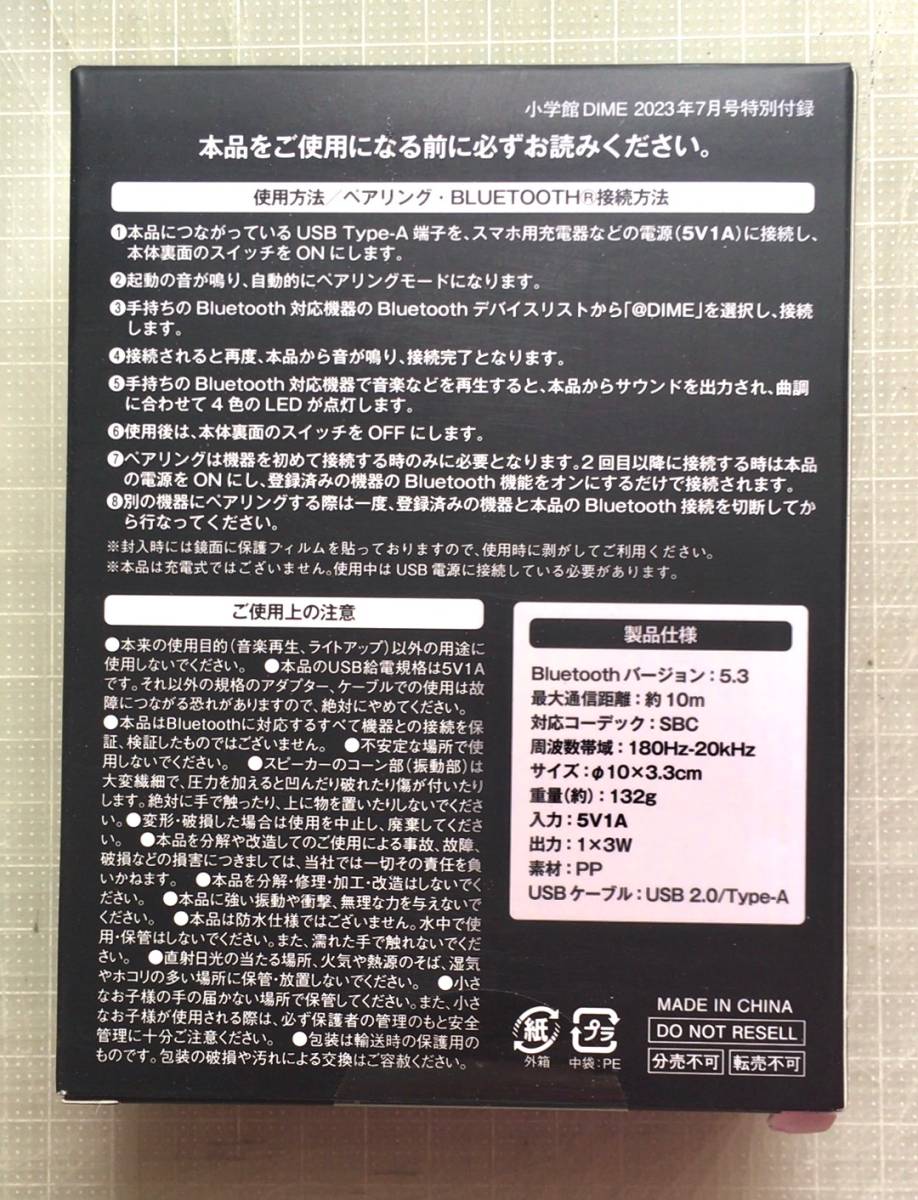 小学館 DIME 2023年7月号特別付録
本品をご使用になる前に必ずお読みください。
使用方法／ペアリング・BLUETOOTH®接続方法
❶本品につながっている USB Type-A 端子を、スマホ用充電器などの電源(5V1A)に接続し、
本体裏面のスイッチを ON にします。
❷起動の音が鳴り、自動的にペアリングモードになります。
❸手持ちの Bluetooth 対応機器の Bluetooth デバイスリストから「@DIME」を選択し、接続
します。
❹接続されると再度、本品から音が鳴り、接続完了となります。
❺手持ちの Bluetooth 対応機器で音楽などを再生すると、本品からサウンドを出力され、曲調
に合わせて 4 色の LED が点灯します。
❻使用後は、本体裏面のスイッチを OFF にします。
❼ペアリングは機器を初めて接続する時のみに必要となります。2 回目以降に接続する時は本品
の電源を ON にし、登録済みの機器の Bluetooth 機能をオンにするだけで接続されます。
❽別の機器にペアリングする際は一度、登録済みの機器と本品の Bluetooth 接続を切断してか
ら行なってください。
※封入時には鏡面に保護フィルムを貼っておりますので、使用時に剥がしてご利用ください。
※本品は充電式ではございません。使用中は USB 電源に接続している必要があります。
ご使用上の注意
●本来の使用目的(音楽再生、ライトアップ)以外の用途に
使用しないでください。 ●本品のUSB給電規格は5V1A
です。それ以外の規格のアダプター、ケーブルでの使用は故
障につながる恐れがありますので、絶対にやめてください。
●本品はBluetoothに対応するすべて機器との接続を保
証、検証したものではございません。 ●不安定な場所で使
用しないでください。 ●スピーカーのコーン部(振動部)は
大変繊細で、圧力を加えると凹んだり破れたり傷が付いたり
します。絶対に手で触ったり、上に物を置いたりしないでくださ
い。●変形・破損した場合は使用を中止し、廃棄してくださ
い。 ●本品を分解や改造してのご使用による事故、故障、
破損などの損害につきましては、当社では一切その責任を負
いかねます。 ●本品を分解・修理・加工・改造はしないでく
ださい。 ●本品に強い振動や衝撃、無理な力を与えないで
ください。 ●本品は防水仕様ではございません。水中で使
用・保管はしないでください。また、濡れた手で触れないでくだ
さい。 ●直射日光の当たる場所、火気や熱源のそば、湿気
やホコリの多い場所に保管・放置しないでください。 ●小さ
なお子様の手の届かない場所で保管してください。また、小さ
なお子様が使用される際は、必ず保護者の管理のもと安全
管理に十分ご注意ください。 ●包装は輸送時の保護用の
ものです。包装の破損や汚れによる交換はご容赦ください。
製品仕様
Bluetooth バージョン：5.3
最大通信距離：約 10m
対応コーデック：SBC
周波数帯域：180Hz-20kHz
サイズ：φ10×3.3cm
重量(約)：132g
入力：5V1A
出力：1×3W
素材：PP
USB ケーブル：USB 2.0/Type-A
紙
外箱
プラ
中袋：PE
MADE IN CHINA
DO NOT RESELL
分売不可 転売不可